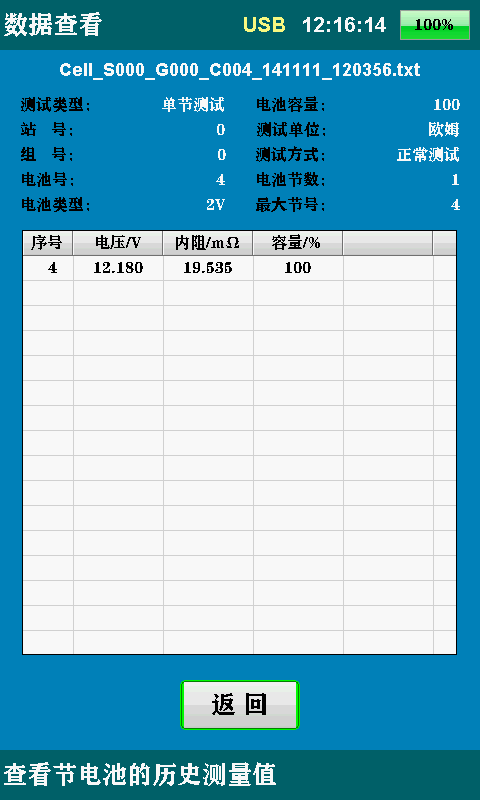 数据查看 USB 12:16:14 100%
Cell_S000_G000_C004_141111_120356.txt
测试类型: 单节测试 电池容量: 100
站 号: 0 测试单位: 欧姆
组 号: 0 测试方式: 正常测试
电池号: 4 电池节数: 1
电池类型: 2V 最大节号: 4
序号 电压/V 内阻/mΩ 容量/%
4 12.180 19.535 100
返 回
查看节电池的历史测量值